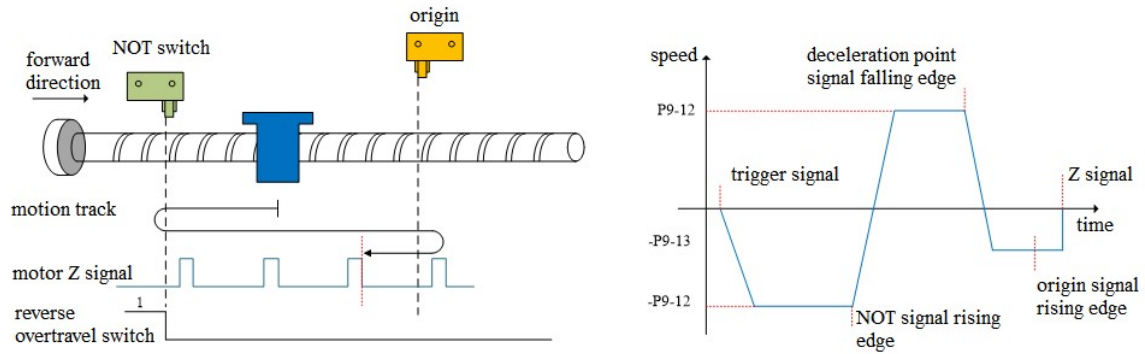 origin
NOT switch
forward
direction
motion track
motor Z signal
1
reverse
overtravel switch
speed
deceleration point
signal falling edge
P9-12
trigger signal
Z signal
time
-P9-13
origin signal
rising edge
-P9-12
NOT signal rising
edge